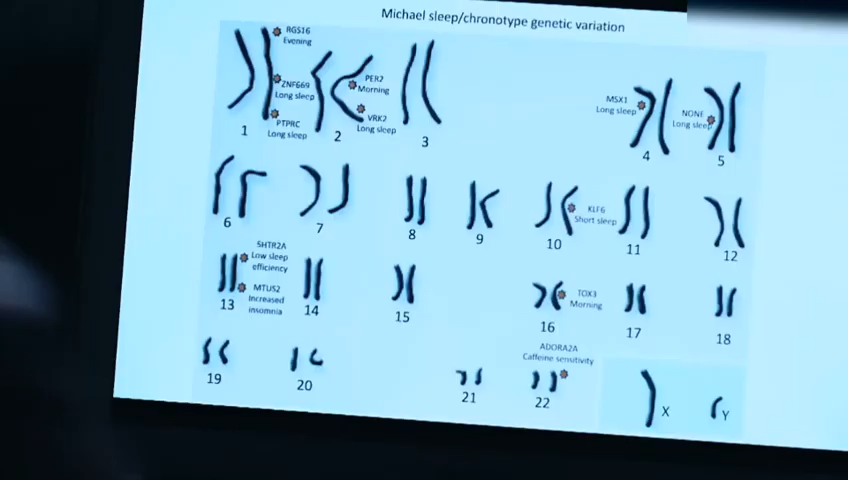 Michael sleep/chronotype genetic variation
RGS16
Evening
ZNF669
Long sleep
PTPRC
Long sleep
1
PER2
Morning
VRK2
Long sleep
2
3
MSX1
Long sleep
4
NONE
Long sleep
5
6
7
8
9
10
KLF6
Short sleep
11
12
5HTR2A
Low sleep
efficiency
MTUS2
Increased
insomnia
13
14
15
16
TOX3
Morning
17
18
19
20
21
ADORA2A
Caffeine sensitivity
22
X
Y